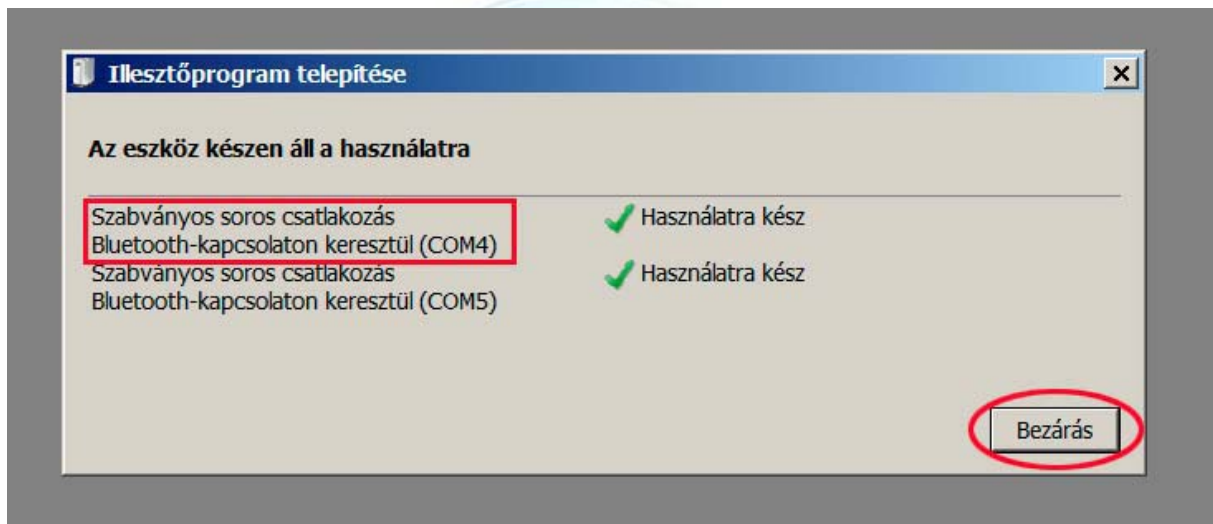 Illesztőprogram telepítése
Az eszköz készen áll a használatra
Szabványos soros csatlakozás
Bluetooth-kapcsolaton keresztül (COM4)
Használatra kész
Szabványos soros csatlakozás
Bluetooth-kapcsolaton keresztül (COM5)
Használatra kész
Bezárás